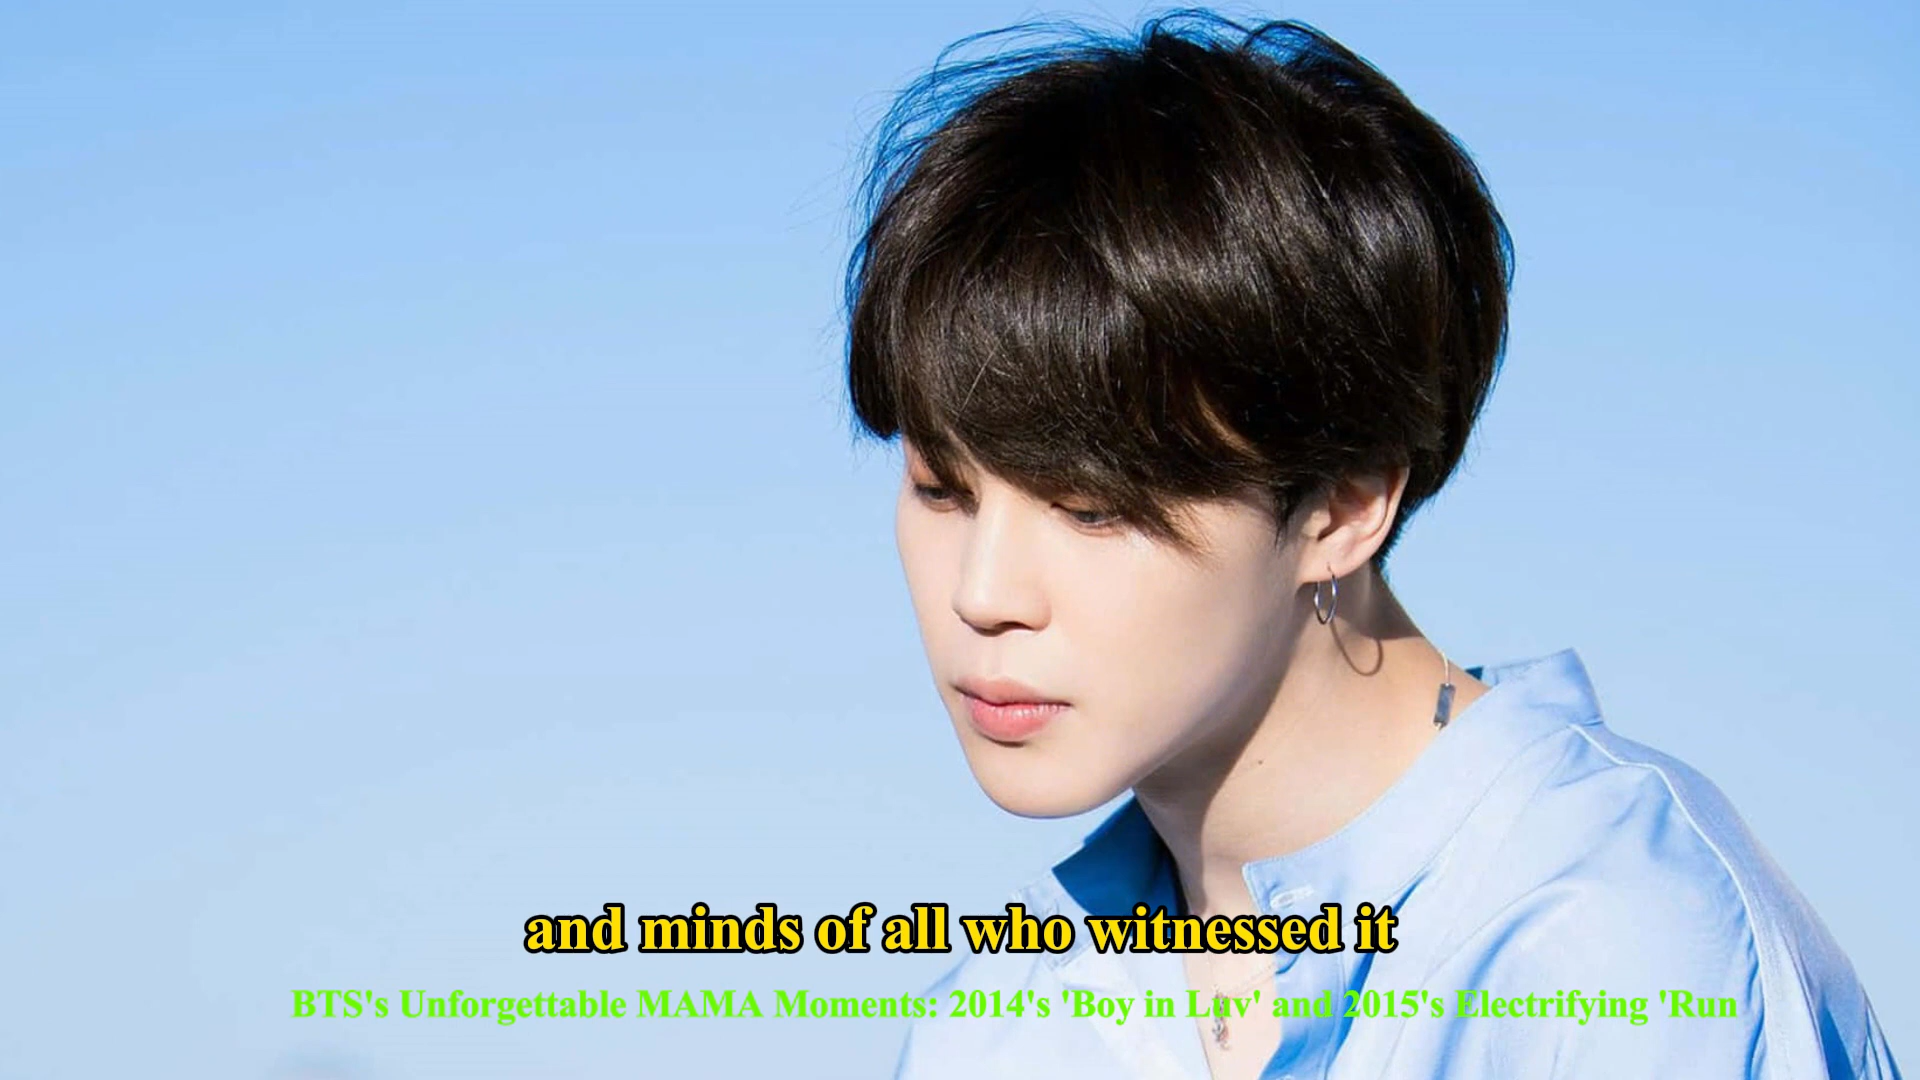 and minds of all who witnessed it
BTS's Unforgettable MAMA Moments: 2014's 'Boy in Luv' and 2015's Electrifying 'Run